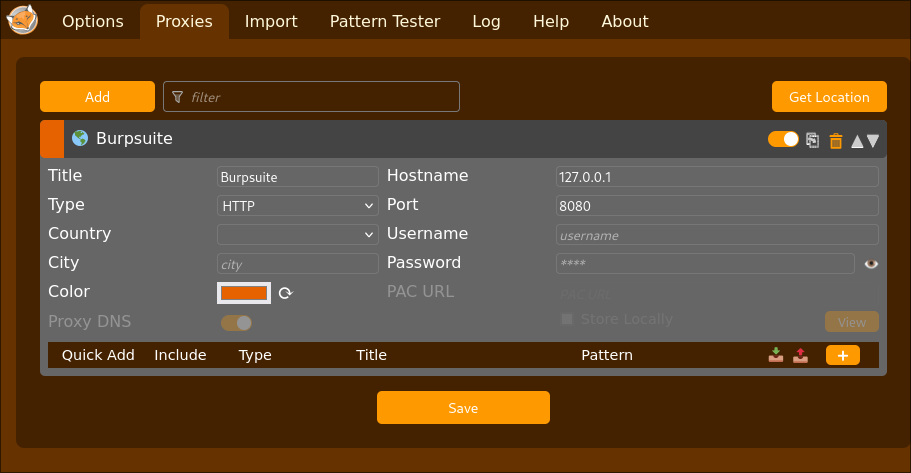 Options Proxies Import Pattern Tester Log Help About
Add filter Get Location
Burpsuite
Title Burpsuite Hostname 127.0.0.1
Type HTTP Port 8080
Country Username username
City city Password ****
Color PAC URL PAC URL
Proxy DNS Store Locally View
Quick Add Include Type Title Pattern +
Save